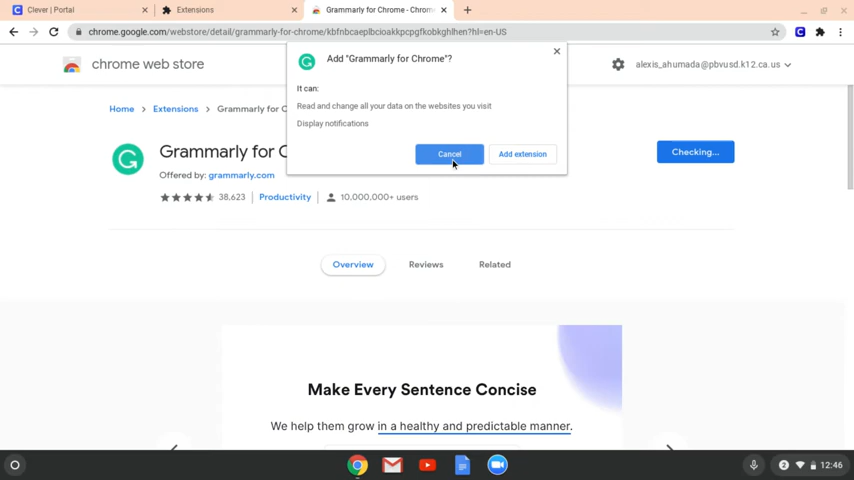 Clever | Portal
Extensions
Grammarly for Chrome - Chrom
chrome.google.com/webstore/detail/grammarly-for-chrome/kbfnbcaeplbcioakkpcpgfkobkghlhen?hl=en-US
chrome web store
alexis_ahumada@pbvusd.k12.ca.us
Add "Grammarly for Chrome"?
It can:
Read and change all your data on the websites you visit
Display notifications
Cancel
Add extension
Home
Extensions
Grammarly for C
Grammarly for C
Checking...
Offered by: grammarly.com
38,623
Productivity
10,000,000+ users
Overview
Reviews
Related
Make Every Sentence Concise
We help them grow in a healthy and predictable manner.
2
12:46